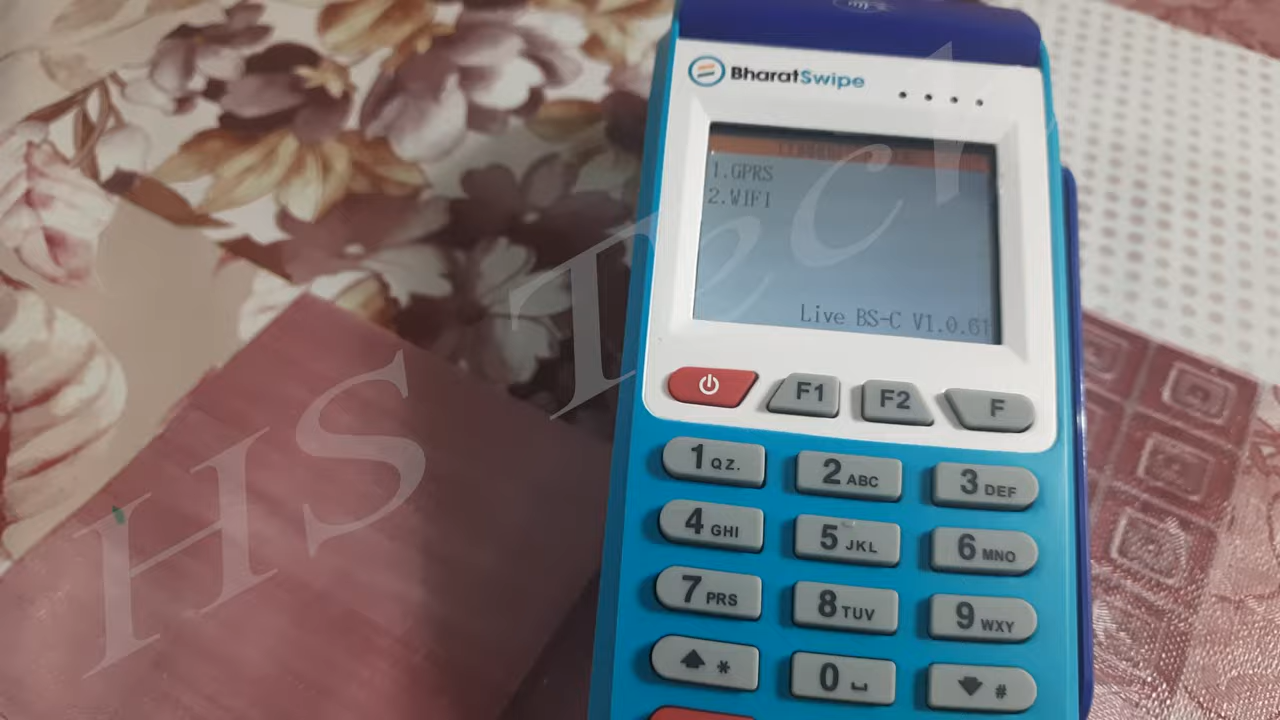 BharatSwipe
1.GPRS
2.WIFI
Live BS-C V1.0.61
F1 F2 F
1 QZ. 2 ABC 3 DEF
4 GHI 5 JKL 6 MNO
7 PRS 8 TUV 9 WXY
* 0 #
HS Tec